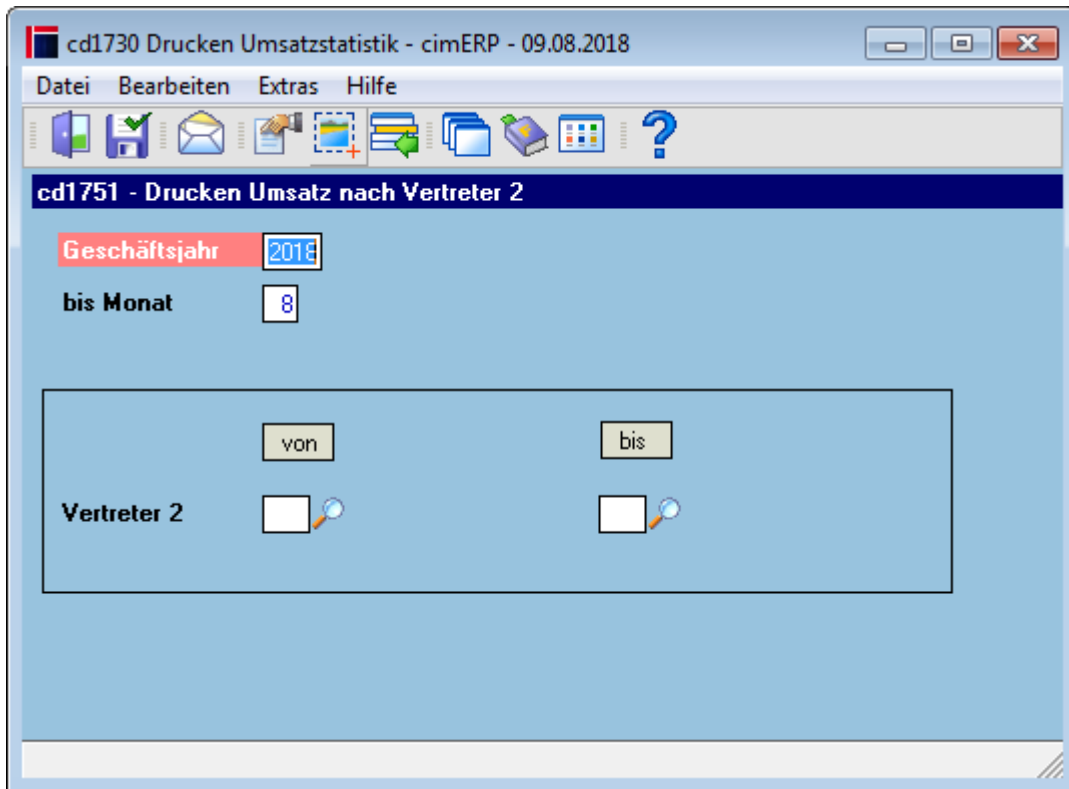 cd1730 Drucken Umsatzstatistik - cimERP - 09.08.2018
Datei Bearbeiten Extras Hilfe
cd1751 - Drucken Umsatz nach Vertreter 2
Geschäftsjahr 2018
bis Monat 8
von bis
Vertreter 2